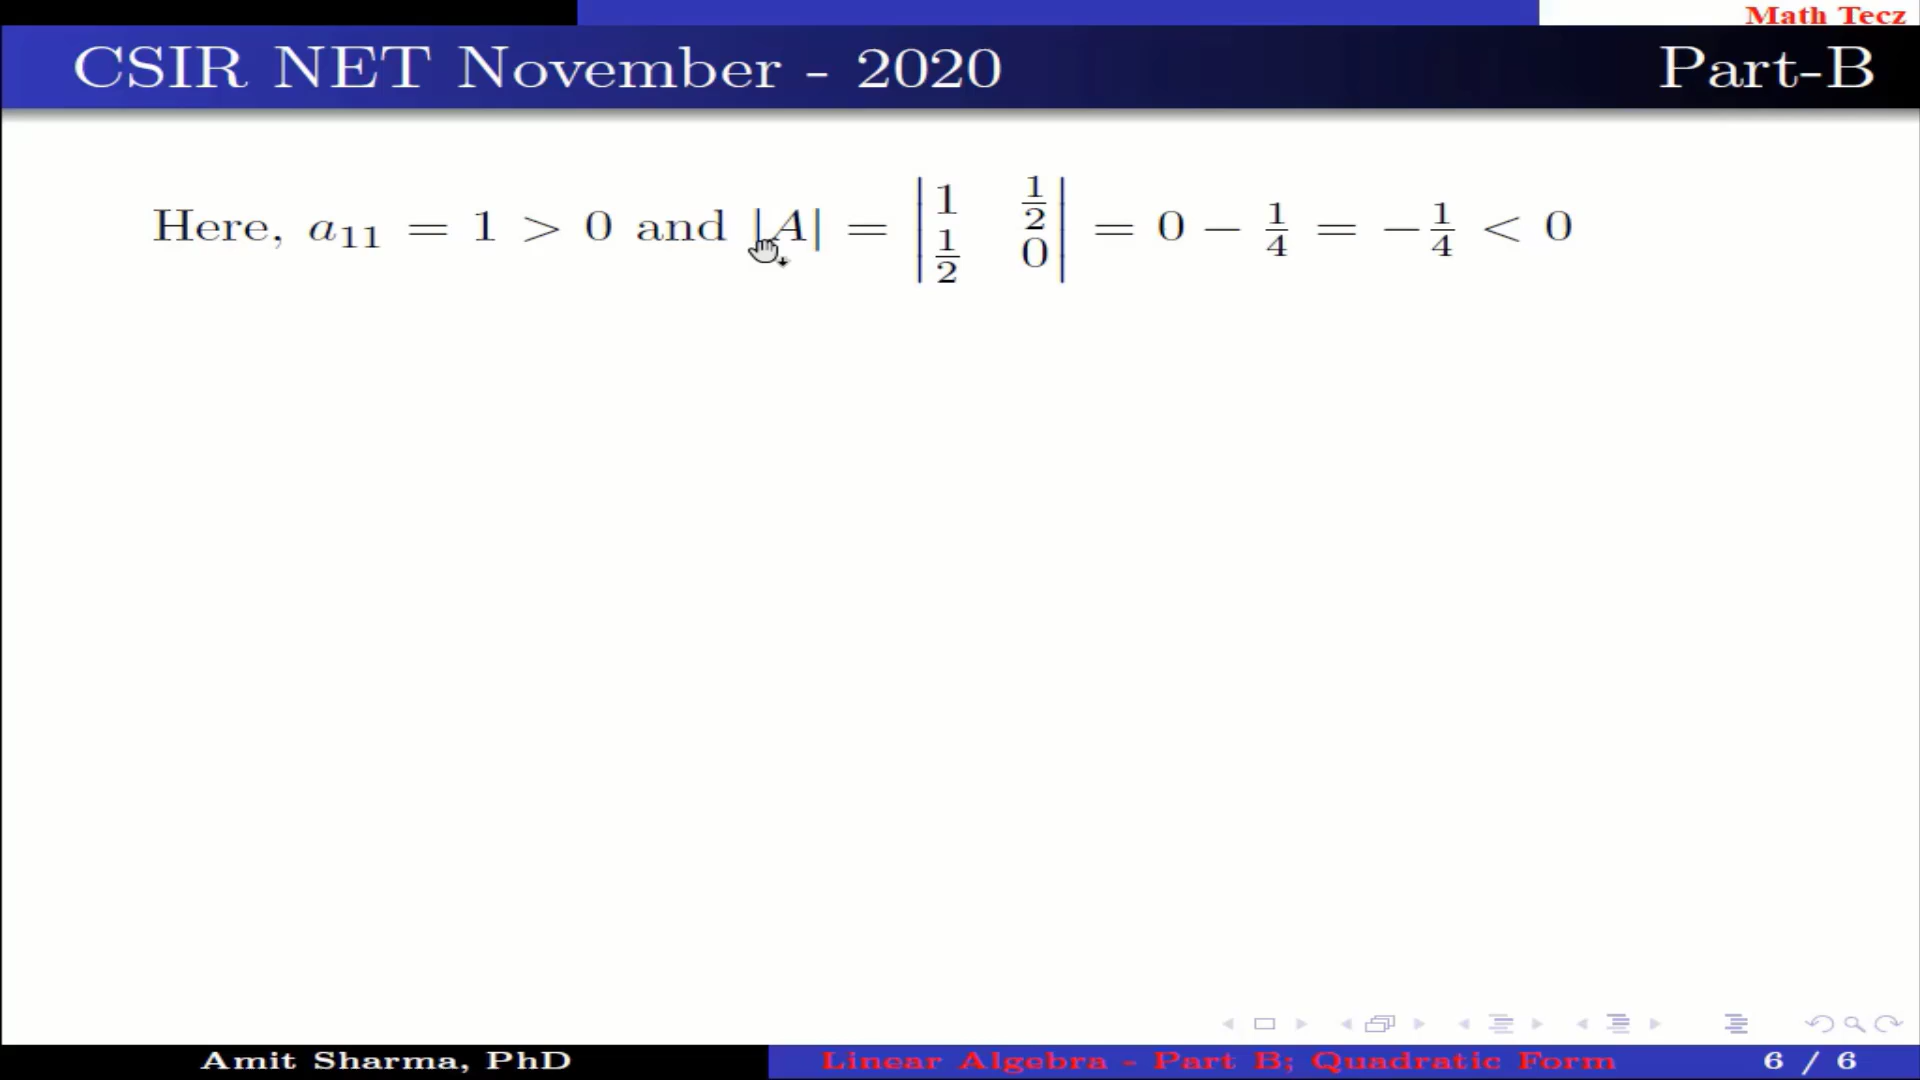 Math Tecz
CSIR NET November - 2020 Part-B
Here, a₁₁ = 1 > 0 and |A| = |1 1/2; 1/2 0| = 0 − 1/4 = −1/4 < 0
Amit Sharma, PhD Linear Algebra - Part B; Quadratic Form 6 / 6